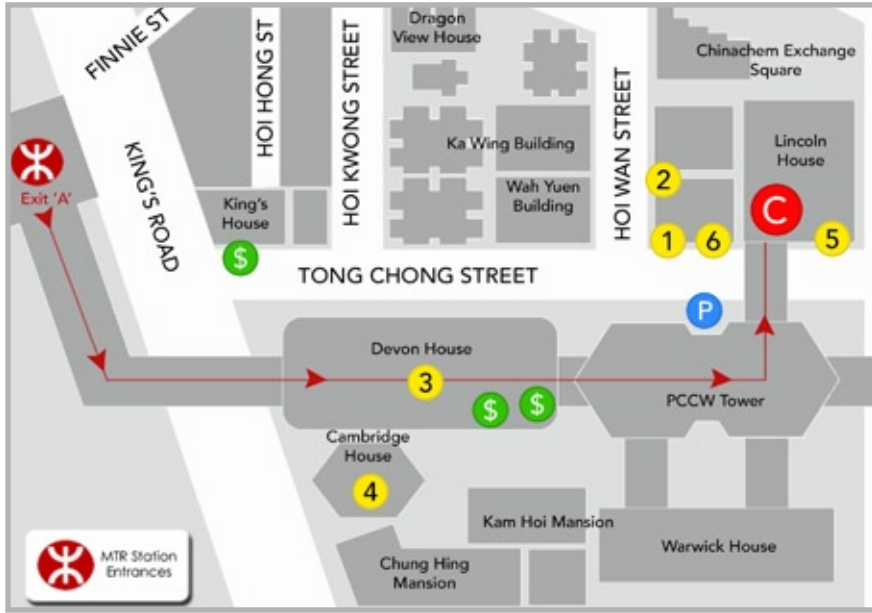 FINNIE ST
HOI HONG ST
HOI KWONG STREET
Dragon
View House
Chinachem Exchange
Square
HOI WAN STREET
Ka Wing Building
Lincoln
House
Exit 'A'
KING'S ROAD
King's
House
Wah Yuen
Building
2
C
1
6
5
$
TONG CHONG STREET
P
Devon House
3
$
$
PCCW Tower
Cambridge
House
4
Kam Hoi Mansion
Warwick House
Chung Hing
Mansion
MTR Station
Entrances